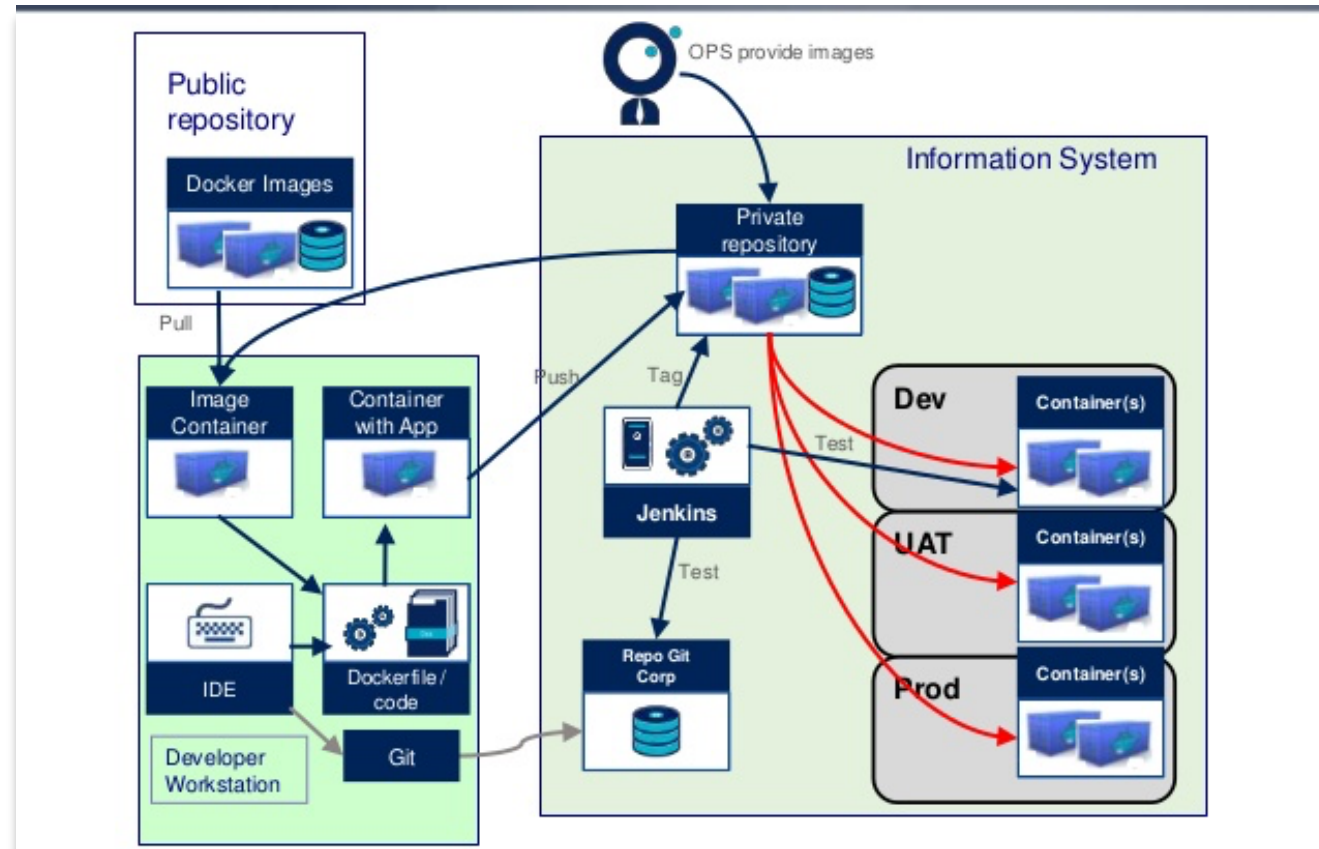 OPS provide images
Public
repository
Docker Images
Information System
Private
repository
Pull
Push
Tag
Image
Container
Container
with App
Dev
Container(s)
Test
Jenkins
UAT
Container(s)
Test
Repo Git
Corp
IDE
Dockerfile /
code
Prod
Container(s)
Git
Developer
Workstation